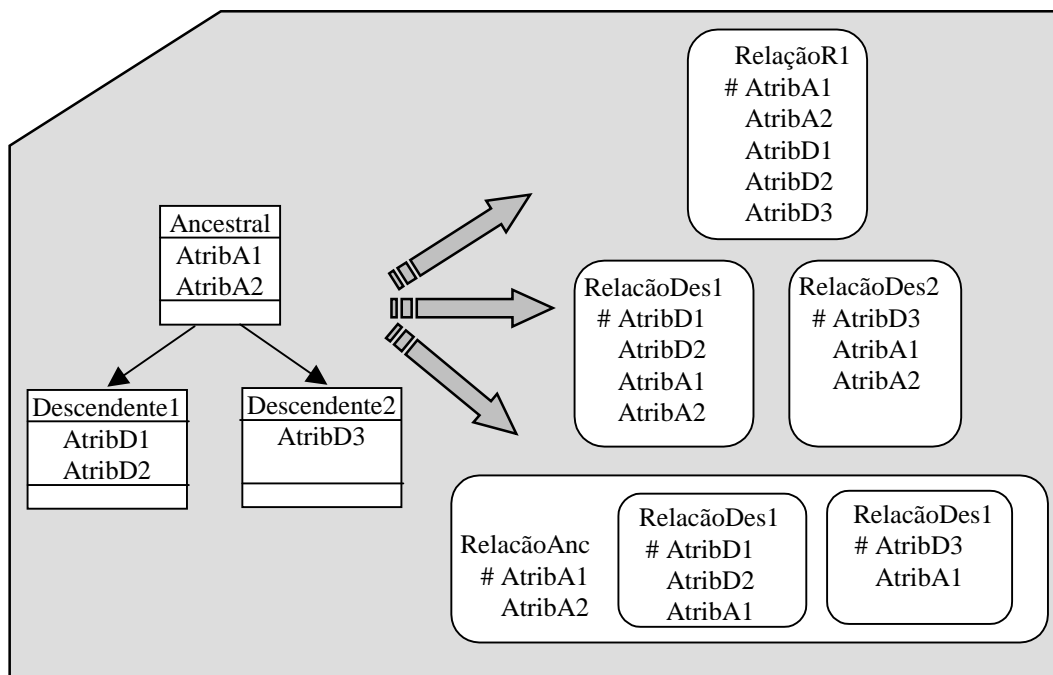 RelaçãoR1
# AtribA1
AtribA2
AtribD1
AtribD2
AtribD3
Ancestral
AtribA1
AtribA2
Descendente1
AtribD1
AtribD2
Descendente2
AtribD3
RelacãoDes1
# AtribD1
AtribD2
AtribA1
AtribA2
RelacãoDes2
# AtribD3
AtribA1
AtribA2
RelacãoAnc
# AtribA1
AtribA2
RelacãoDes1
# AtribD1
AtribD2
AtribA1
RelacãoDes1
# AtribD3
AtribA1